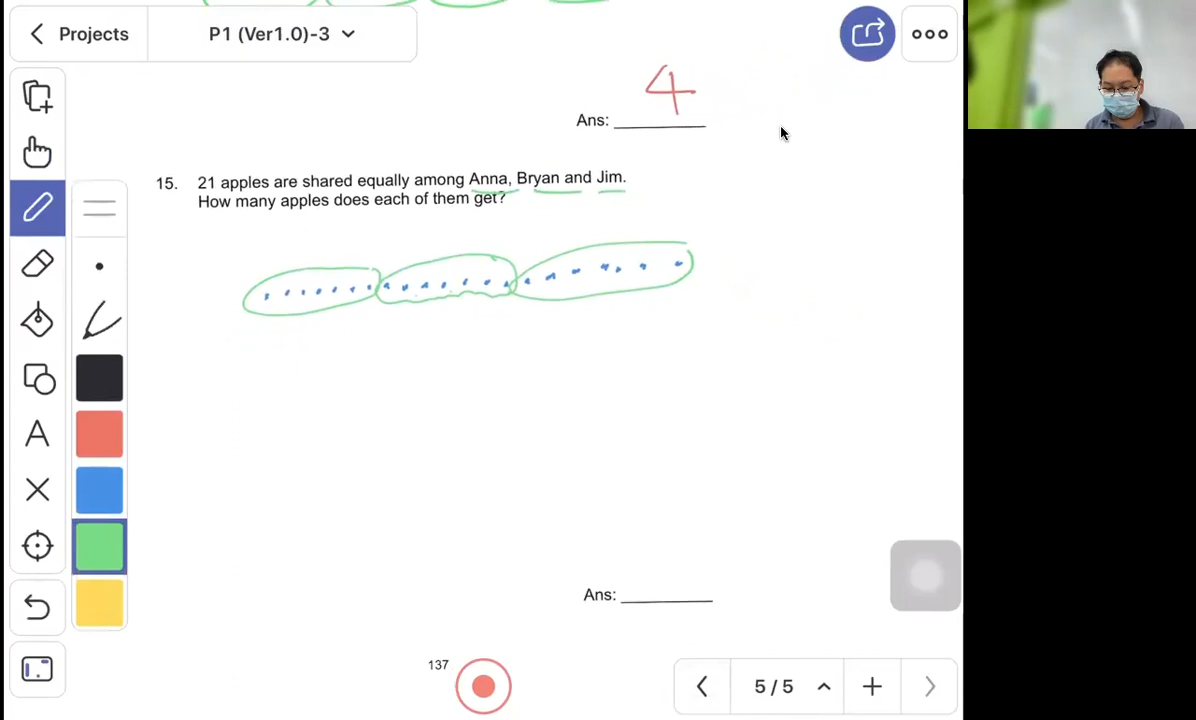 Projects
P1 (Ver1.0)-3
4
Ans:
15. 21 apples are shared equally among Anna, Bryan and Jim.
How many apples does each of them get?
A
Ans:
137
5 / 5